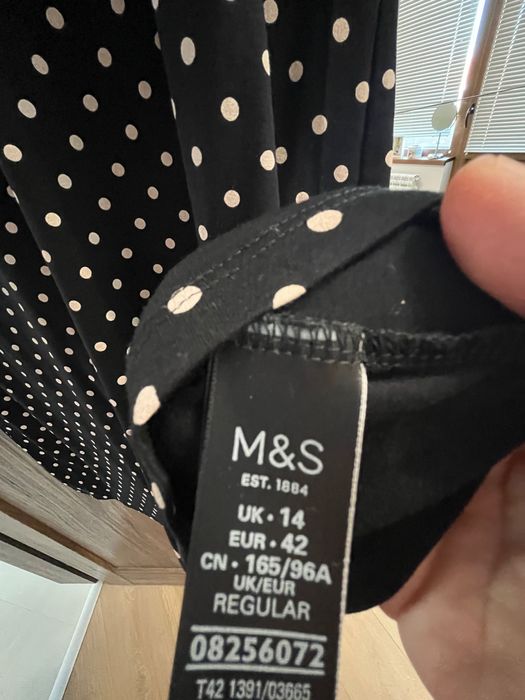 M&S
EST. 1884
UK • 14
EUR • 42
CN • 165/96A
UK/EUR
REGULAR
08256072
T42 1391/03665